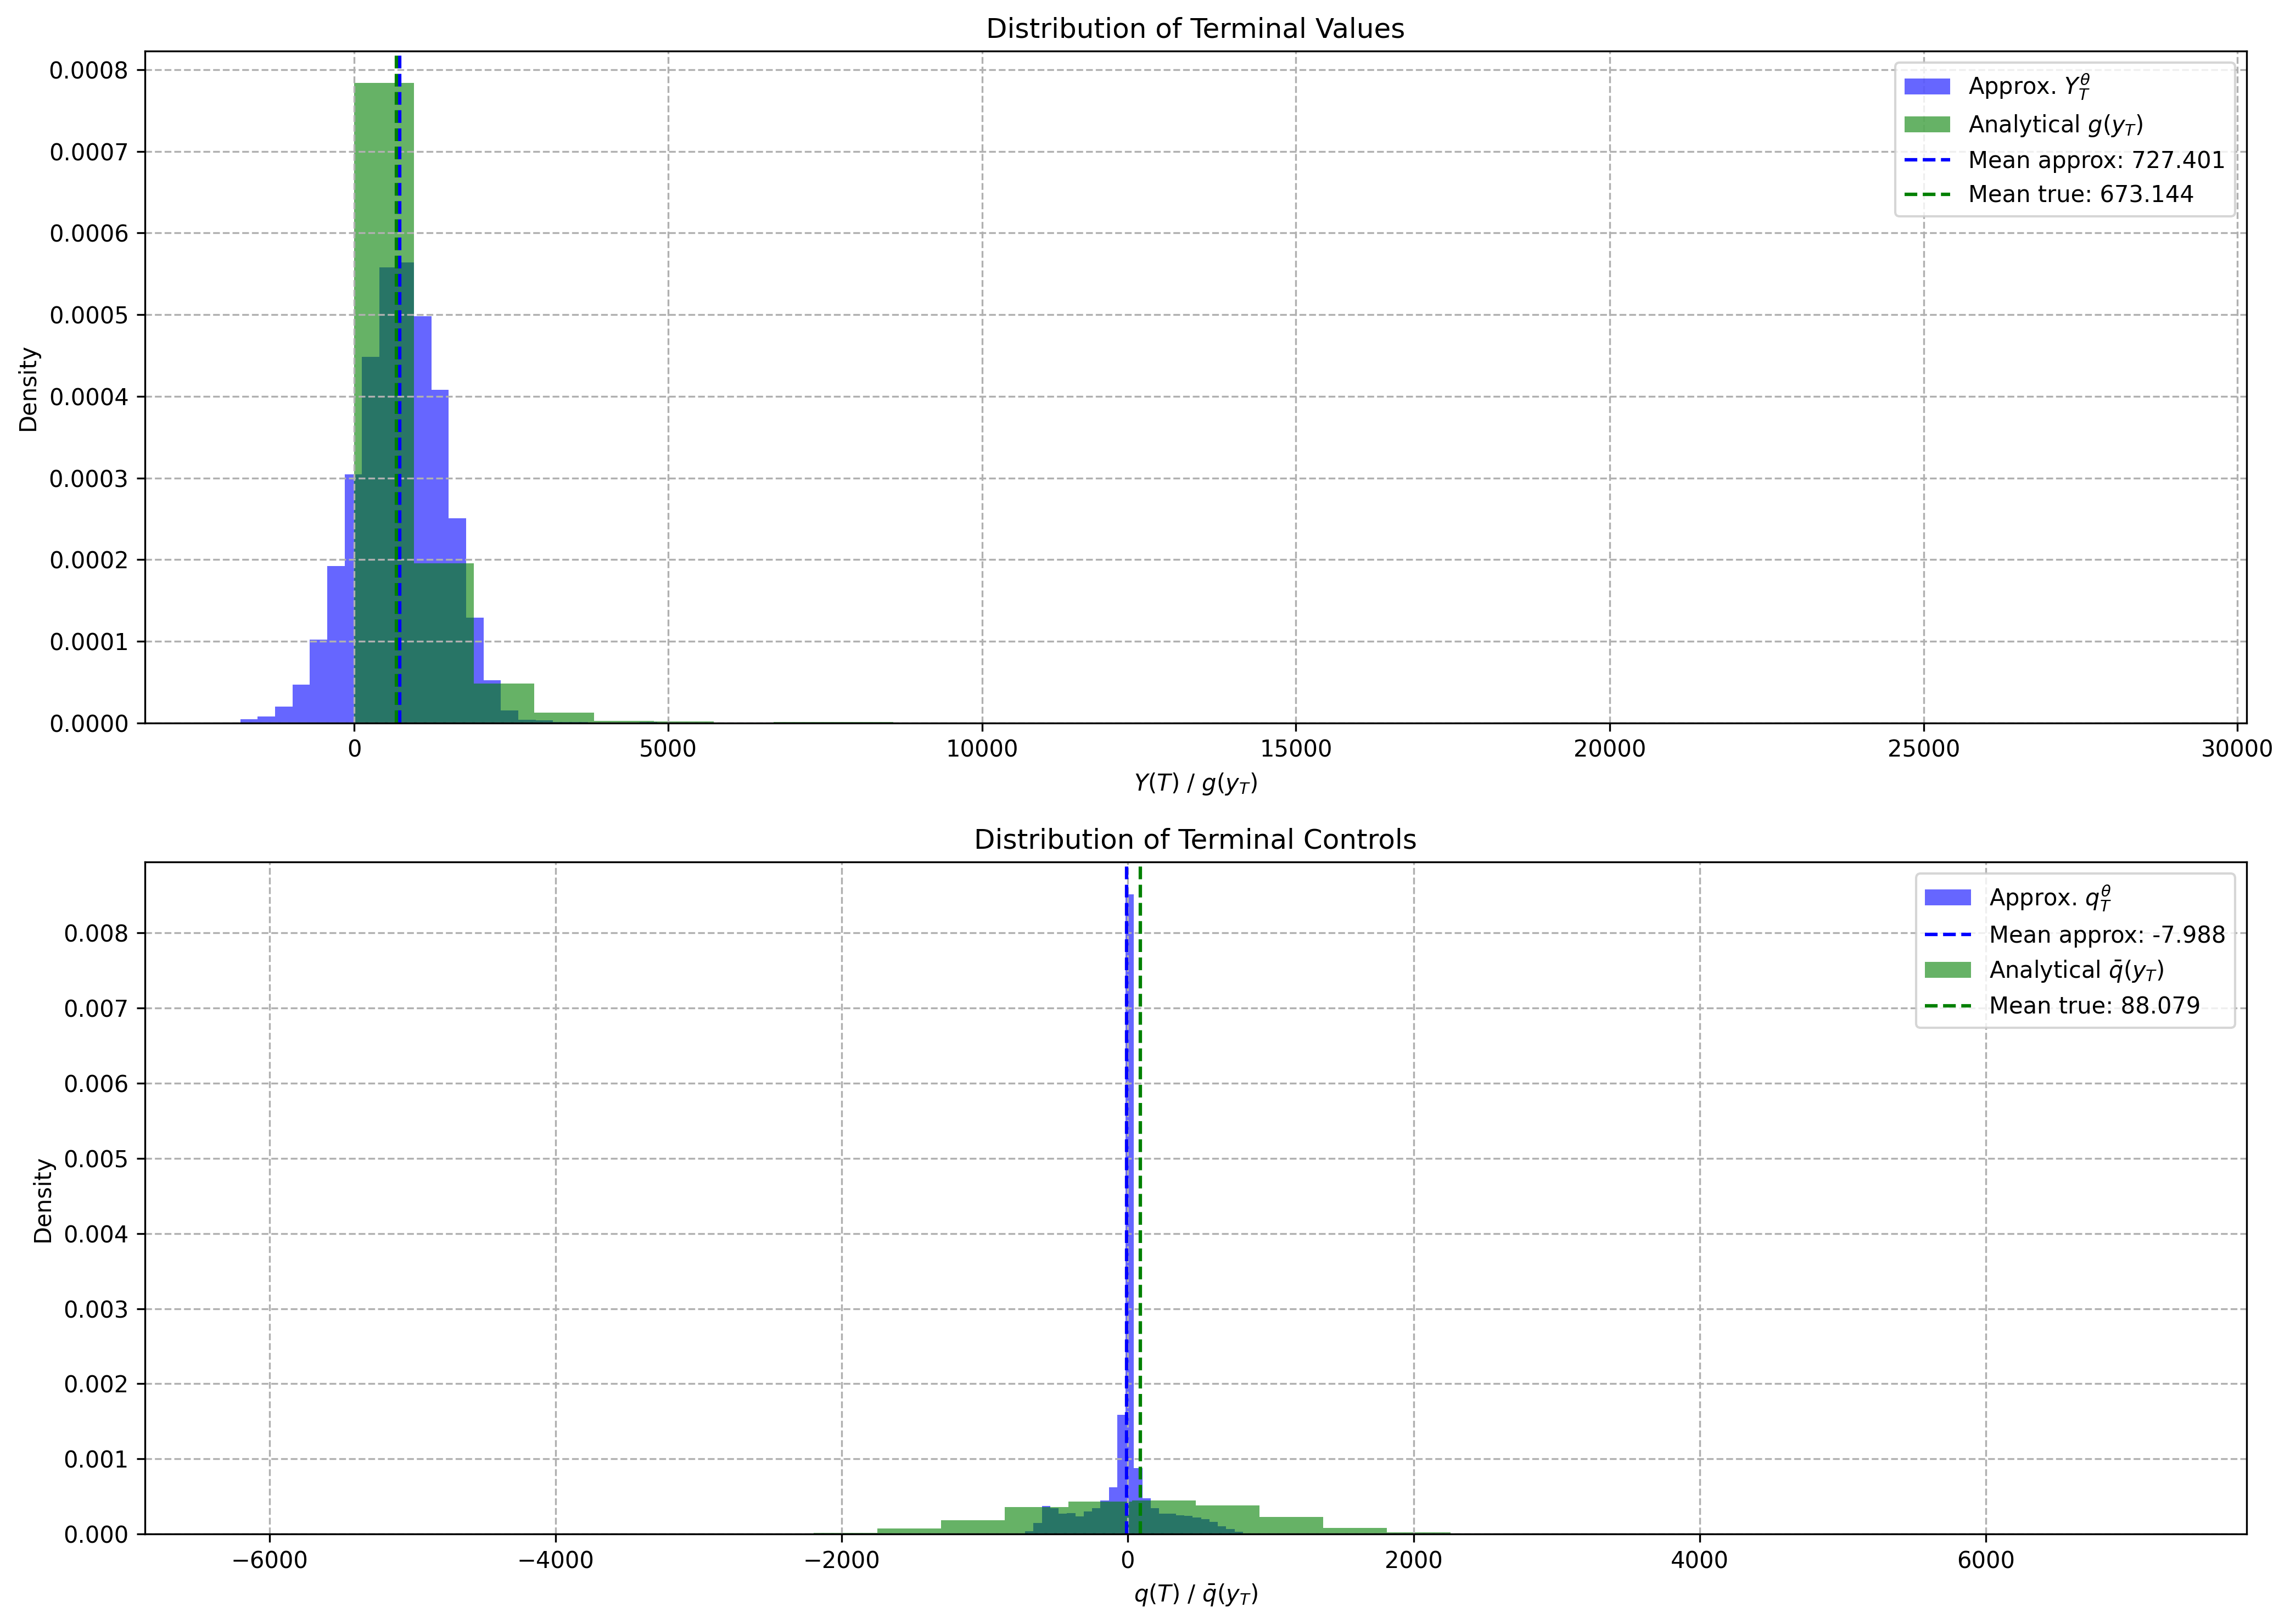 Distribution of Terminal Values
Density
0.0008
0.0007
0.0006
0.0005
0.0004
0.0003
0.0002
0.0001
0.0000
Approx. $Y_T^θ$
Analytical $g(y_T)$
Mean approx: 727.401
Mean true: 673.144
0 5000 10000 15000 20000 25000 30000
Y(T) / $g(y_T)$
Distribution of Terminal Controls
Density
0.008
0.007
0.006
0.005
0.004
0.003
0.002
0.001
0.000
Approx. $q_T^θ$
Mean approx: -7.988
Analytical $\bar{q}(y_T)$
Mean true: 88.079
−6000 −4000 −2000 0 2000 4000 6000
q(T) / $\bar{q}(y_T)$